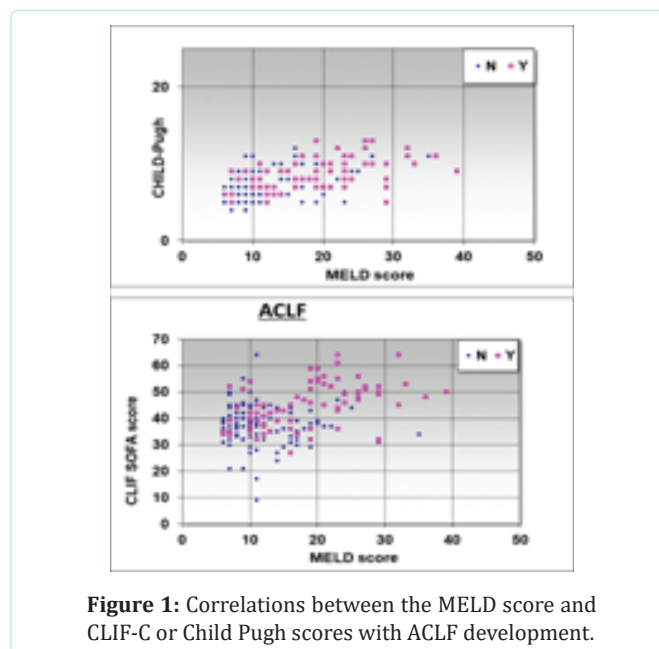 N Y
20
0
CHILD-Pugh
0 10 20 30 40 50
MELD score
ACLF
N Y
70
60
50
40
30
20
10
0
CLIF SOFA score
0 10 20 30 40 50
MELD score
Figure 1: Correlations between the MELD score and
CLIF-C or Child Pugh scores with ACLF development.